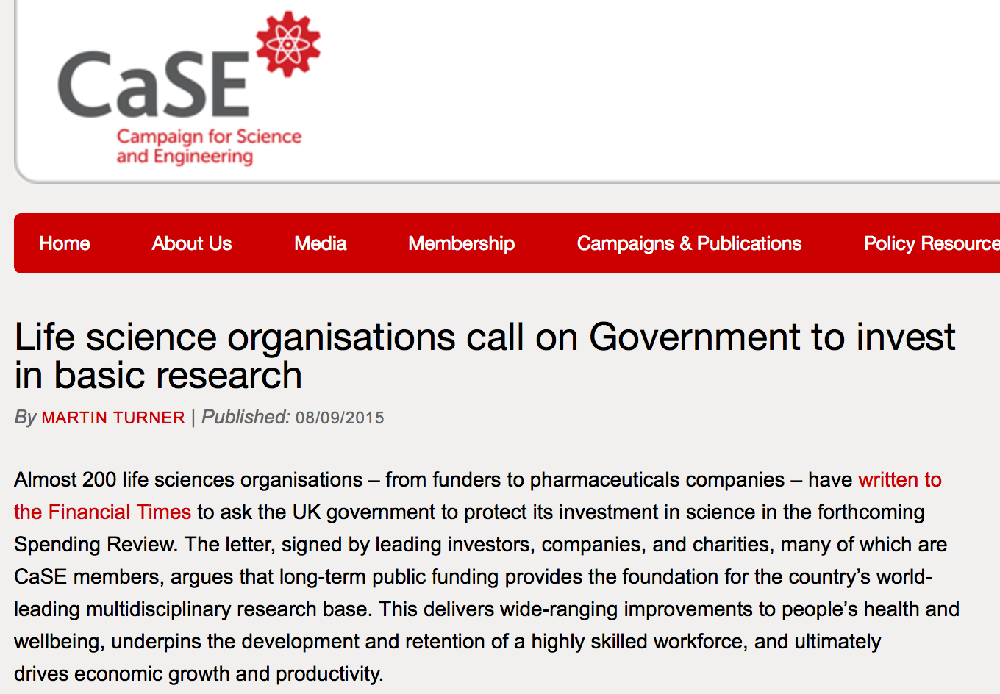 CaSE
Campaign for Science
and Engineering
Home About Us Media Membership Campaigns & Publications Policy Resource
Life science organisations call on Government to invest
in basic research
By MARTIN TURNER | Published: 08/09/2015
Almost 200 life sciences organisations – from funders to pharmaceuticals companies – have written to
the Financial Times to ask the UK government to protect its investment in science in the forthcoming
Spending Review. The letter, signed by leading investors, companies, and charities, many of which are
CaSE members, argues that long-term public funding provides the foundation for the country’s world-
leading multidisciplinary research base. This delivers wide-ranging improvements to people’s health and
wellbeing, underpins the development and retention of a highly skilled workforce, and ultimately
drives economic growth and productivity.